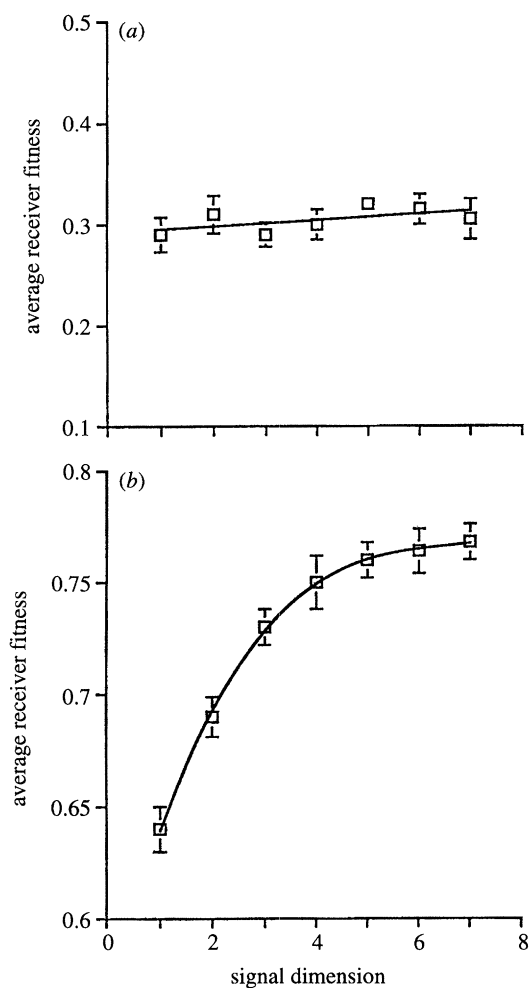 (a)
0.5
0.4
0.3
0.2
0.1
average receiver fitness
(b)
0.8
0.75
0.7
0.65
0.6
average receiver fitness
0 2 4 6 8
signal dimension